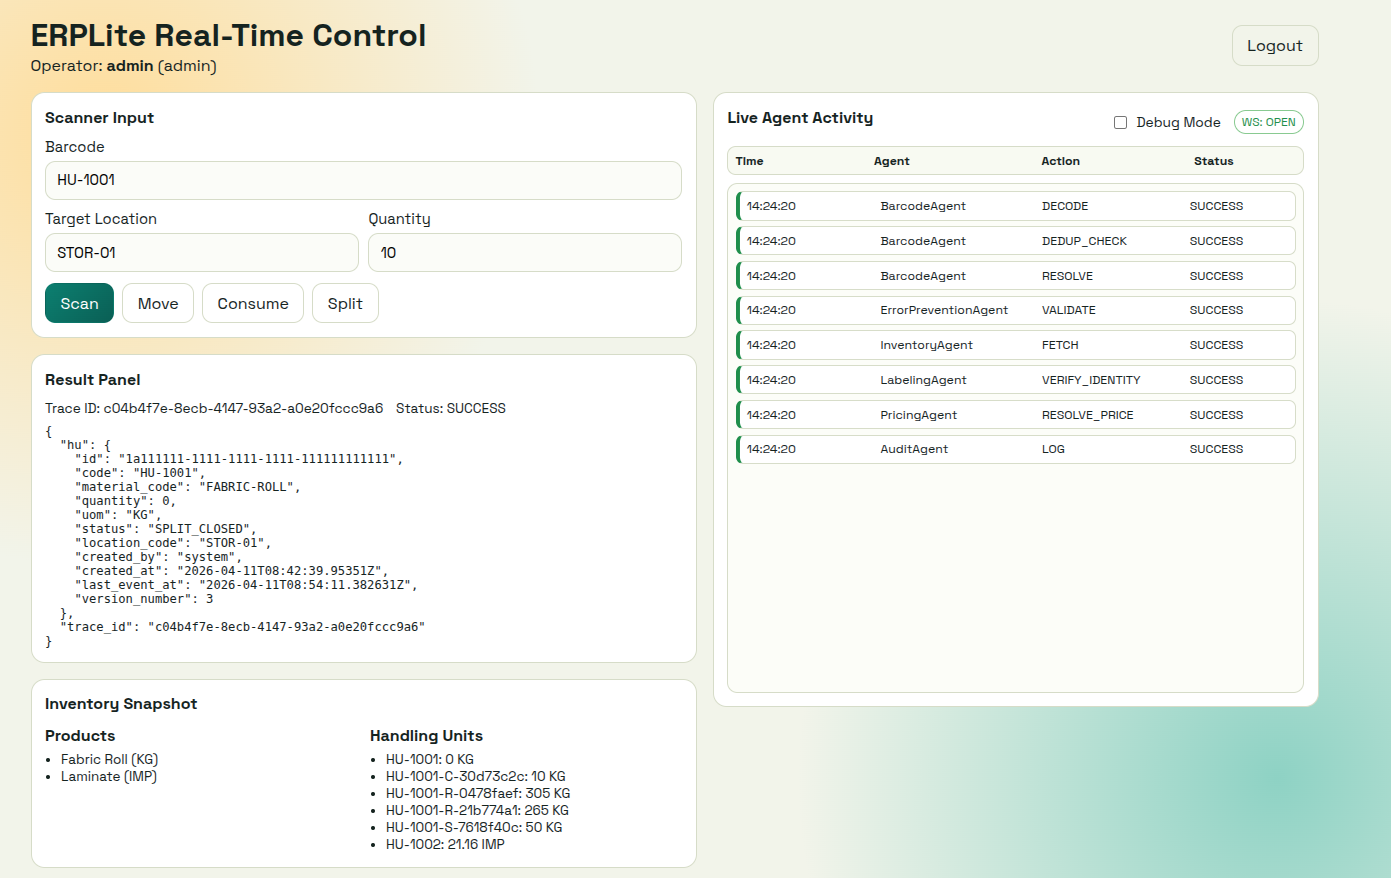 ERPLite Real-Time Control
Operator: admin (admin)
Logout
Scanner Input
Barcode
HU-1001
Target Location
Quantity
STOR-01
10
Scan
Move
Consume
Split
Result Panel
Trace ID: c04b4f7e-8ecb-4147-93a2-a0e20fccc9a6 Status: SUCCESS
{
  "hu": {
    "id": "1a111111-1111-1111-1111-111111111111",
    "code": "HU-1001",
    "material_code": "FABRIC-ROLL",
    "quantity": 0,
    "uom": "KG",
    "status": "SPLIT_CLOSED",
    "location_code": "STOR-01",
    "created_by": "system",
    "created_at": "2026-04-11T08:42:39.95351Z",
    "last_event_at": "2026-04-11T08:54:11.382631Z",
    "version_number": 3
  },
  "trace_id": "c04b4f7e-8ecb-4147-93a2-a0e20fccc9a6"
}
Inventory Snapshot
Products
• Fabric Roll (KG)
• Laminate (IMP)
Handling Units
• HU-1001: 0 KG
• HU-1001-C-30d73c2c: 10 KG
• HU-1001-R-0478faef: 305 KG
• HU-1001-R-21b774a1: 265 KG
• HU-1001-S-7618f40c: 50 KG
• HU-1002: 21.16 IMP
Live Agent Activity
Debug Mode
WS: OPEN
Time Agent Action Status
14:24:20 BarcodeAgent DECODE SUCCESS
14:24:20 BarcodeAgent DEDUP_CHECK SUCCESS
14:24:20 BarcodeAgent RESOLVE SUCCESS
14:24:20 ErrorPreventionAgent VALIDATE SUCCESS
14:24:20 InventoryAgent FETCH SUCCESS
14:24:20 LabelingAgent VERIFY_IDENTITY SUCCESS
14:24:20 PricingAgent RESOLVE_PRICE SUCCESS
14:24:20 AuditAgent LOG SUCCESS